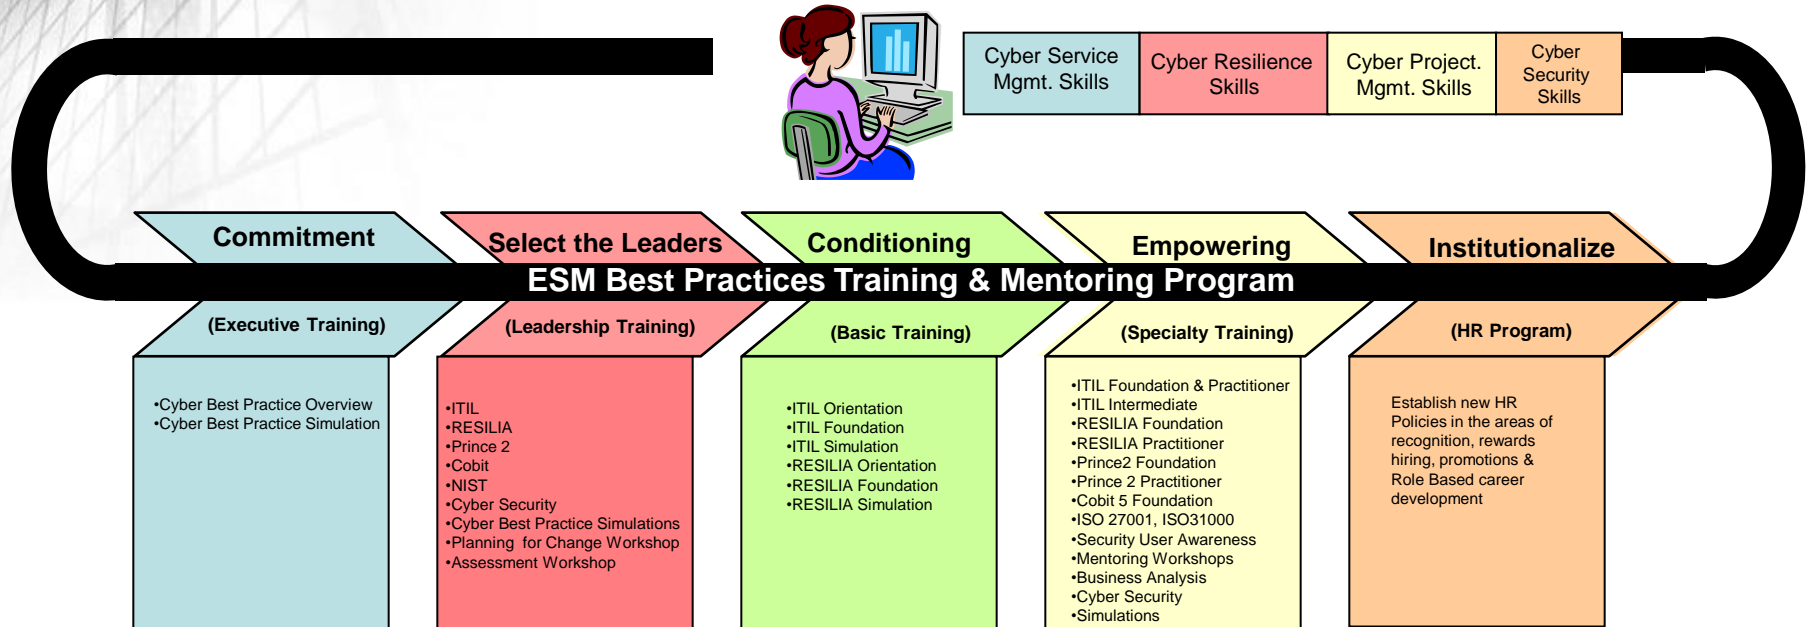 Cyber Service
Mgmt. Skills
Cyber Resilience
Skills
Cyber Project.
Mgmt. Skills
Cyber
Security
Skills
Commitment
Select the Leaders
Conditioning
Empowering
Institutionalize
ESM Best Practices Training & Mentoring Program
(Executive Training)
(Leadership Training)
(Basic Training)
(Specialty Training)
(HR Program)
•Cyber Best Practice Overview
•Cyber Best Practice Simulation
•ITIL
•RESILIA
•Prince 2
•Cobit
•NIST
•Cyber Security
•Cyber Best Practice Simulations
•Planning for Change Workshop
•Assessment Workshop
•ITIL Orientation
•ITIL Foundation
•ITIL Simulation
•RESILIA Orientation
•RESILIA Foundation
•RESILIA Simulation
•ITIL Foundation & Practitioner
•ITIL Intermediate
•RESILIA Foundation
•RESILIA Practitioner
•Prince2 Foundation
•Prince 2 Practitioner
•Cobit 5 Foundation
•ISO 27001, ISO31000
•Security User Awareness
•Mentoring Workshops
•Business Analysis
•Cyber Security
•Simulations
Establish new HR
Policies in the areas of
recognition, rewards
hiring, promotions &
Role Based career
development